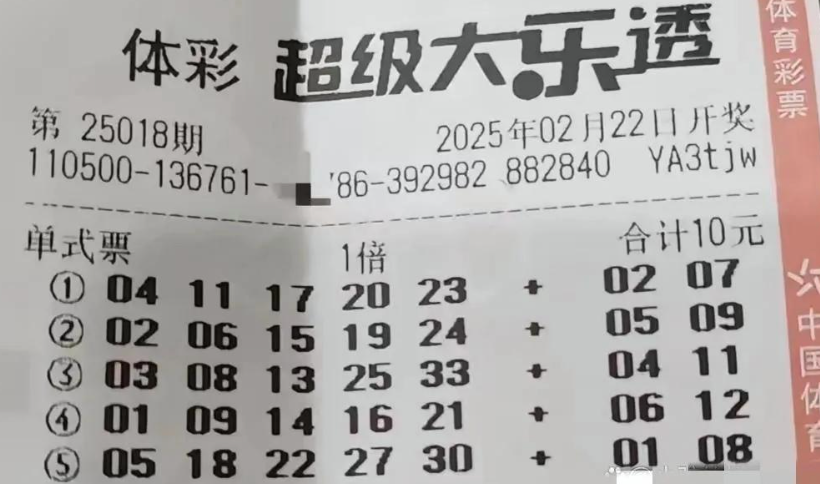 体彩 超级大乐透
第 25018期 2025年02月22日开奖
110500-136761- 86-392982 882840 YA3tjw
单式票 1倍 合计10元
① 04 11 17 20 23 + 02 07
② 02 06 15 19 24 + 05 09
③ 03 08 13 25 33 + 04 11
④ 01 09 14 16 21 + 06 12
⑤ 05 18 22 27 30 + 01 08
体育彩票
中国体育